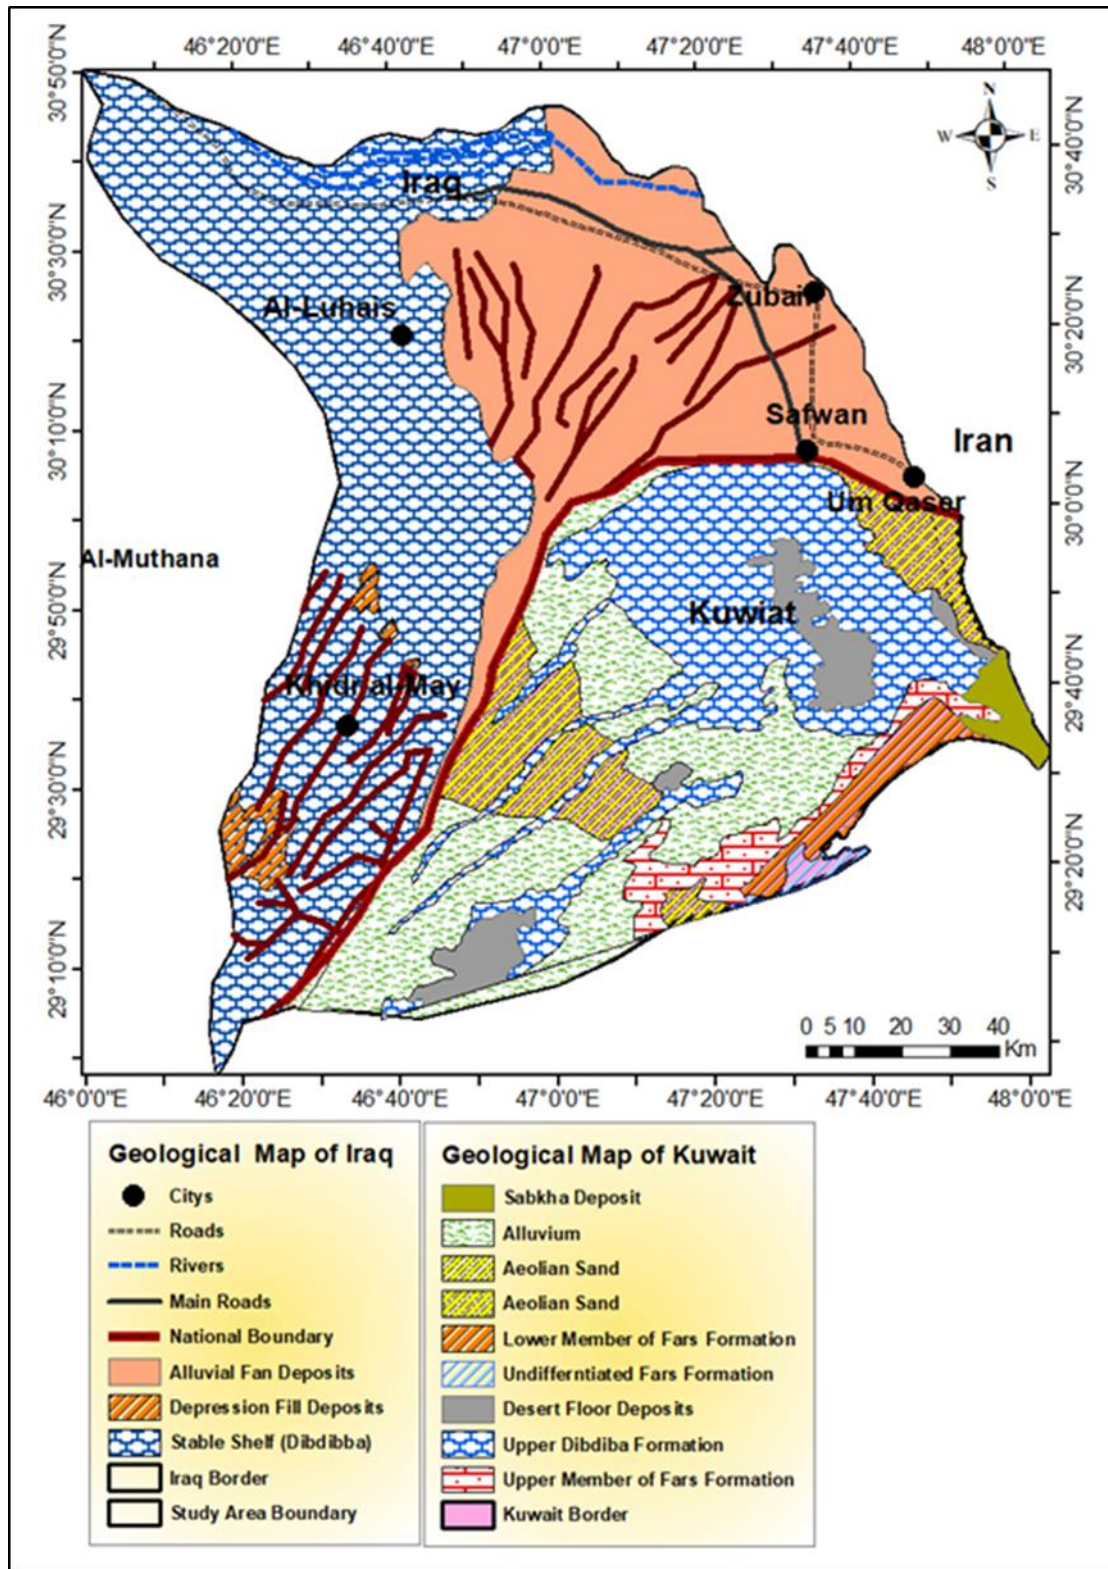 46°20'0"E 46°40'0"E 47°0'0"E 47°20'0"E 47°40'0"E 48°0'0"E
30°50'0"N
30°40'0"N
30°30'0"N
30°20'0"N
30°10'0"N
30°0'0"N
29°50'0"N
29°40'0"N
29°30'0"N
29°20'0"N
29°10'0"N
N
W E
S
Iraq
Al-Luhais
Zubair
Safwan
Iran
Um Qaser
Al-Muthana
Kuwiat
Khidr al-May
0 5 10 20 30 40
Km
46°0'0"E 46°20'0"E 46°40'0"E 47°0'0"E 47°20'0"E 47°40'0"E 48°0'0"E
Geological Map of Iraq
Citys
Roads
Rivers
Main Roads
National Boundary
Alluvial Fan Deposits
Depression Fill Deposits
Stable Shelf (Dibdibba)
Iraq Border
Study Area Boundary
Geological Map of Kuwait
Sabkha Deposit
Alluvium
Aeolian Sand
Aeolian Sand
Lower Member of Fars Formation
Undifferntiated Fars Formation
Desert Floor Deposits
Upper Dibdiba Formation
Upper Member of Fars Formation
Kuwait Border